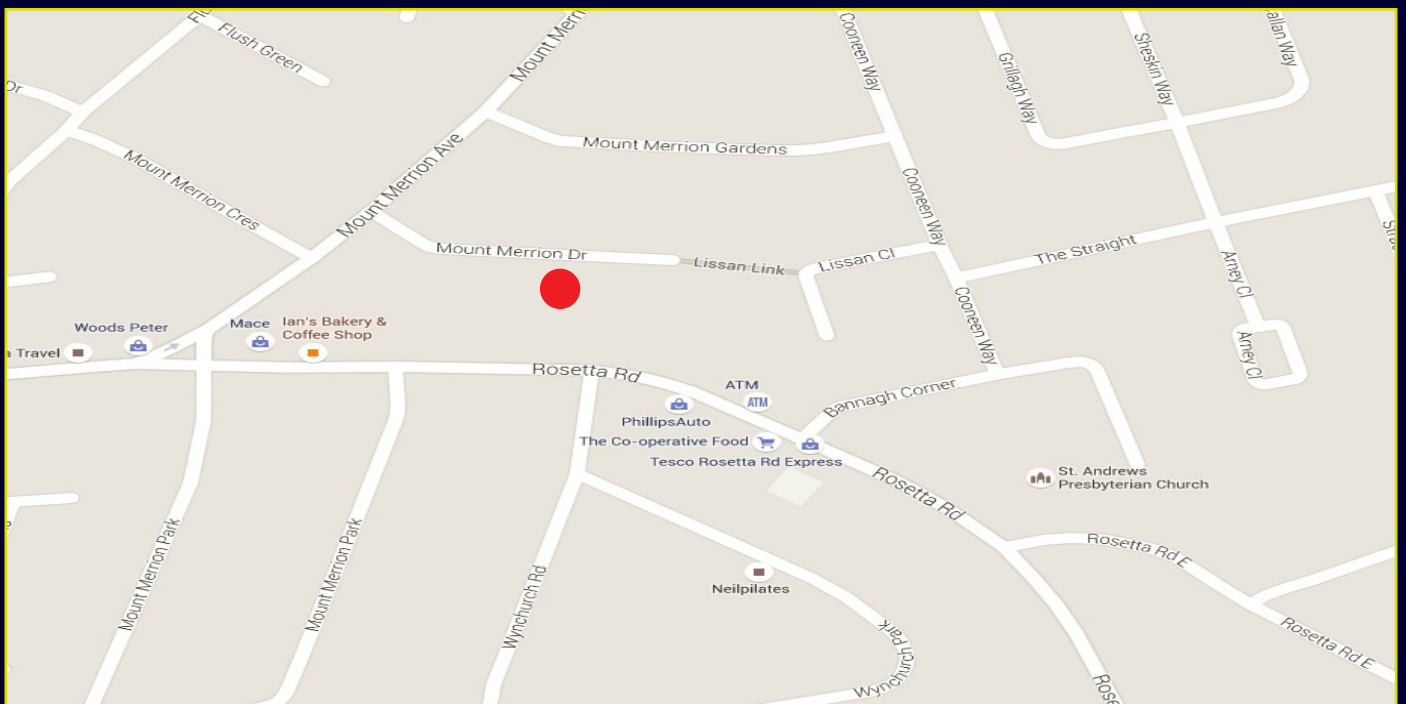 Flush Green
Mount Merri
Cooneen Way
Grillagh Way
Sheskin Way
allan Way
Dr
Mount Merrion Cres
Mount Merrion Ave
Mount Merrion Gardens
Cooneen Way
Mount Merrion Dr
Lissan Link
Lissan Cl
The Straight
Arney Cl
Cooneen Way
Woods Peter
Mace
Ian's Bakery &
Coffee Shop
a Travel
Arney Cl
Rosetta Rd
ATM
ATM
Bannagh Corner
PhillipsAuto
The Co-operative Food
Tesco Rosetta Rd Express
Rosetta Rd
St. Andrews
Presbyterian Church
Mount Merrion Park
Mount Merrion Park
Wynchurch Rd
Neilpilates
Rosetta Rd E
Wynchurch Park
Rosetta Rd E
Rose